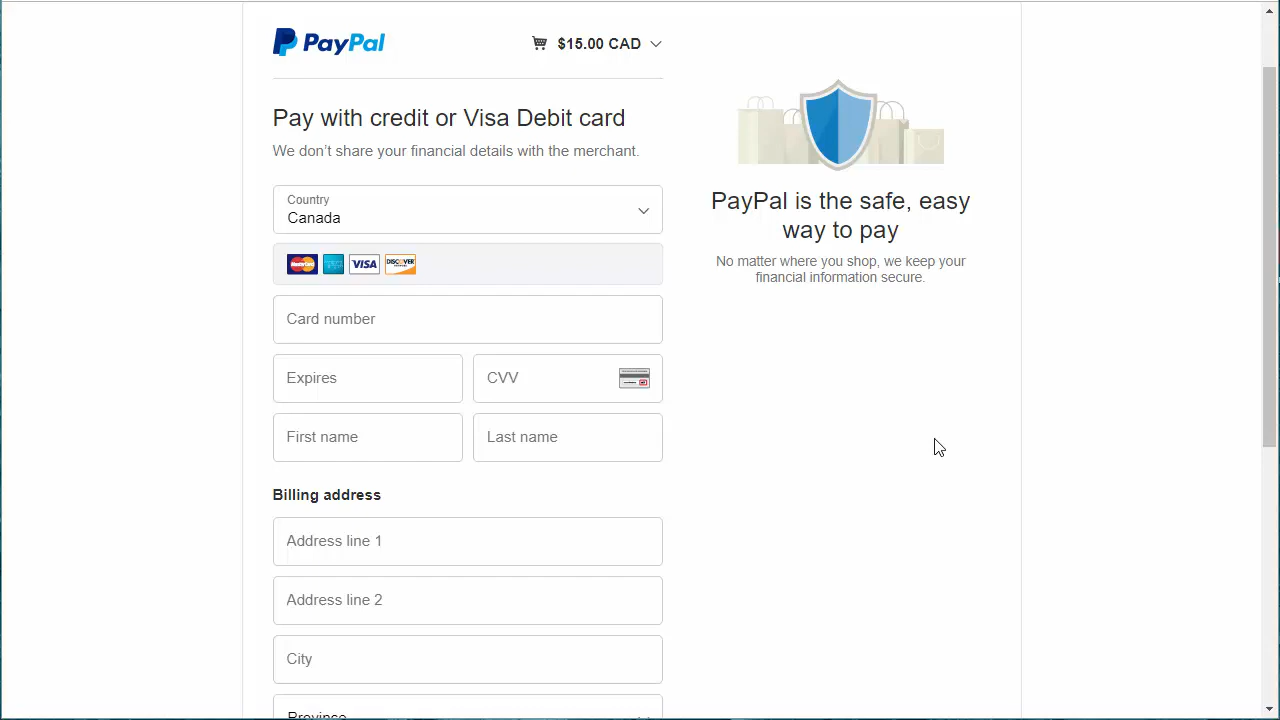 PayPal
$15.00 CAD
Pay with credit or Visa Debit card
We don't share your financial details with the merchant.
Country
Canada
VISA
DISCOVER
Card number
Expires
CVV
First name
Last name
Billing address
Address line 1
Address line 2
City
Province
PayPal is the safe, easy
way to pay
No matter where you shop, we keep your
financial information secure.